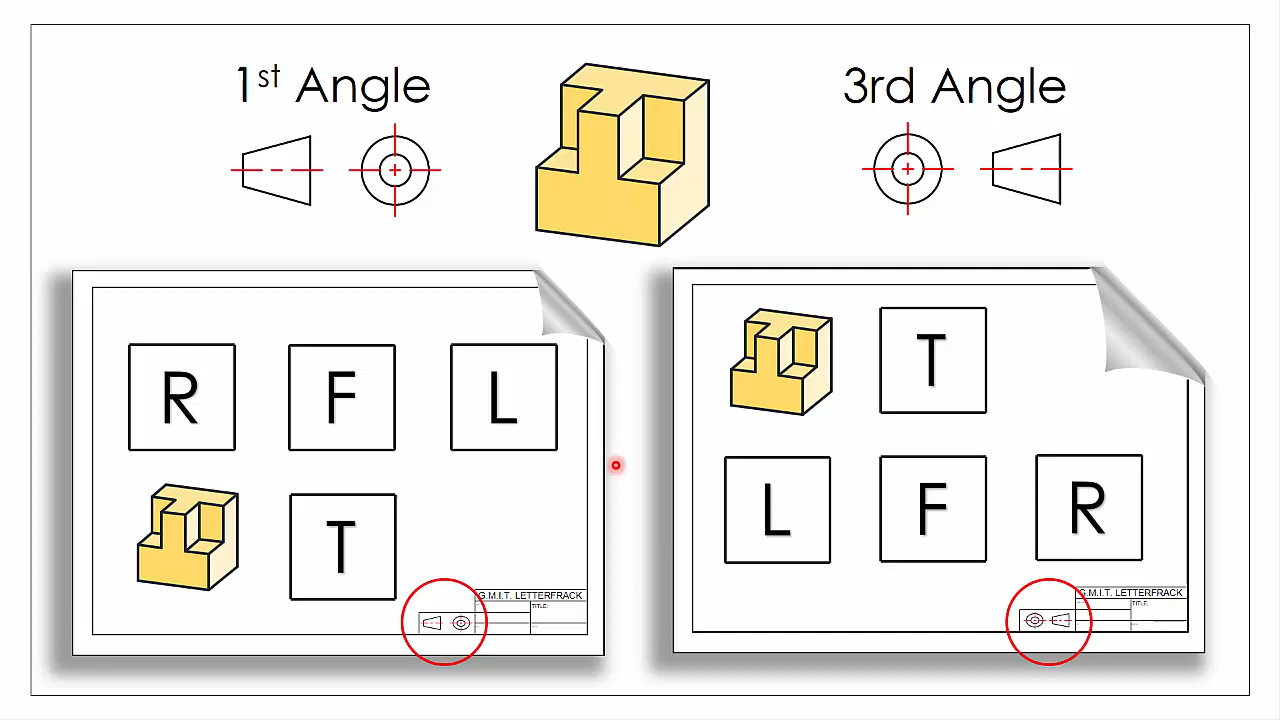 1st Angle
3rd Angle
R F L
T
G.M.I.T. LETTERFRACK
TITLE:
T
L F R
G.M.I.T. LETTERFRACK
TITLE: